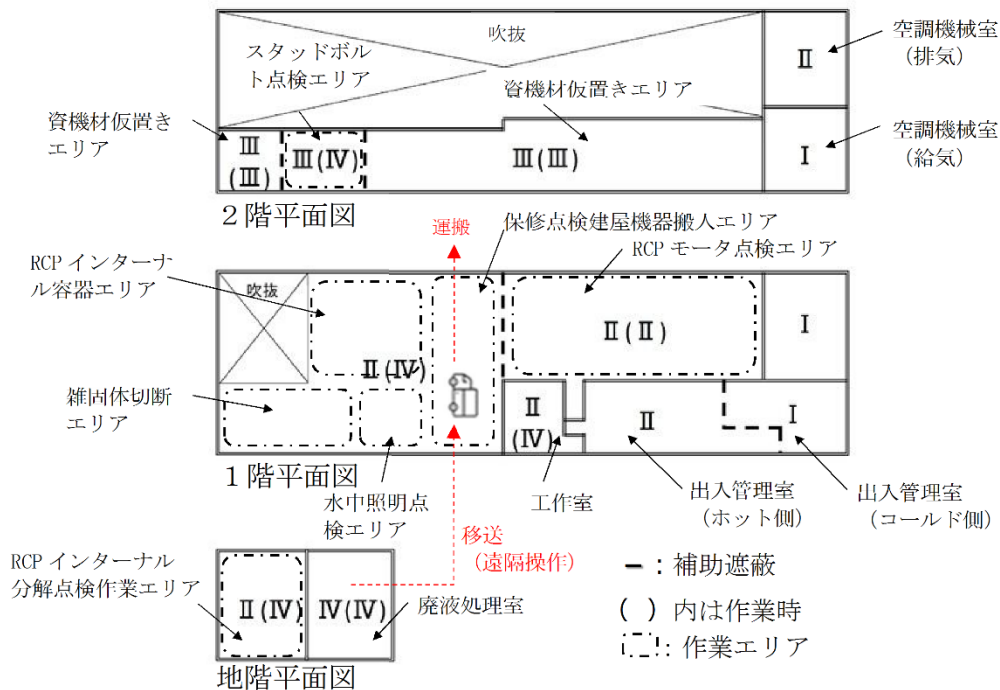 吹抜
スタッドボル
ト点検エリア
資機材仮置きエリア
空調機械室
(排気)
Ⅱ
資機材仮置き
エリア
Ⅲ
(Ⅲ)
Ⅲ(Ⅳ)
Ⅲ(Ⅲ)
Ⅰ
空調機械室
(給気)
2階平面図
運搬
保修点検建屋機器搬人エリア
RCPモータ点検エリア
RCPインターナ
ル容器エリア
吹抜
Ⅱ(Ⅳ)
Ⅱ(Ⅱ)
Ⅰ
雑固体切断
エリア
Ⅱ
(Ⅳ)
Ⅱ
Ⅰ
1階平面図
水中照明点
検エリア
工作室
出入管理室
(ホット側)
出入管理室
(コールド側)
移送
(遠隔操作)
RCPインターナル
分解点検作業エリア
Ⅱ(Ⅳ)
Ⅳ(Ⅳ)
廃液処理室
地階平面図
:補助遮蔽
( )内は作業時
:作業エリア